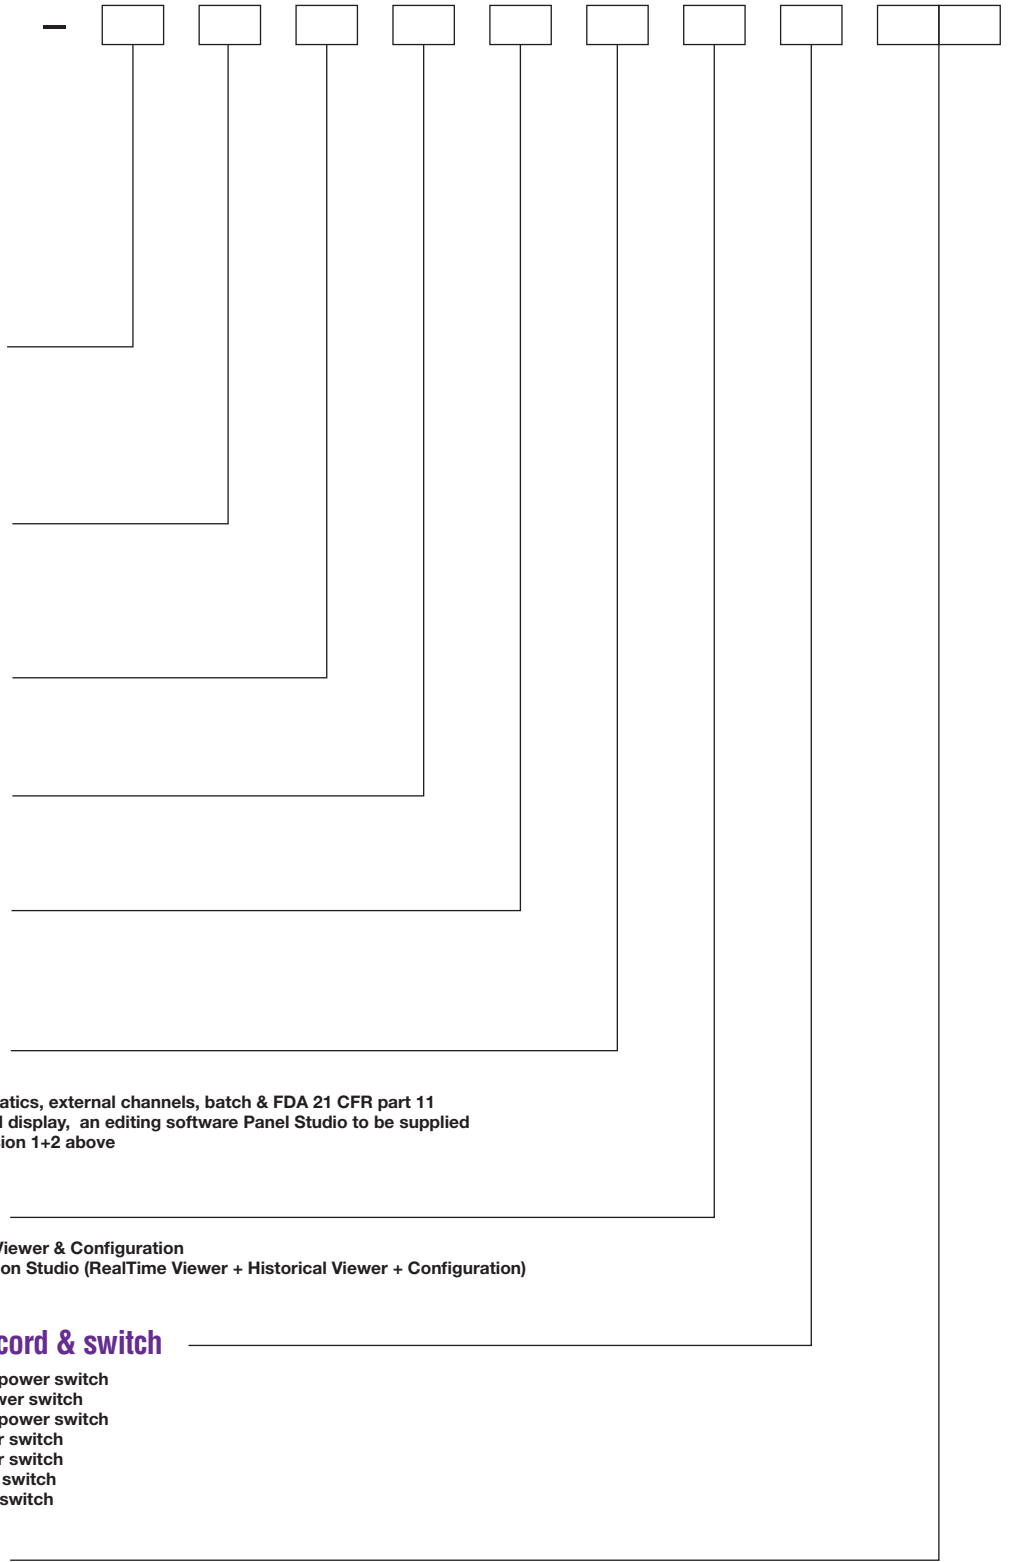 –
atics, external channels, batch & FDA 21 CFR part 11
display, an editing software Panel Studio to be supplied
sion 1+2 above
Viewer & Configuration
on Studio (RealTime Viewer + Historical Viewer + Configuration)
cord & switch
power switch
wer switch
power switch
r switch
r switch
switch
switch